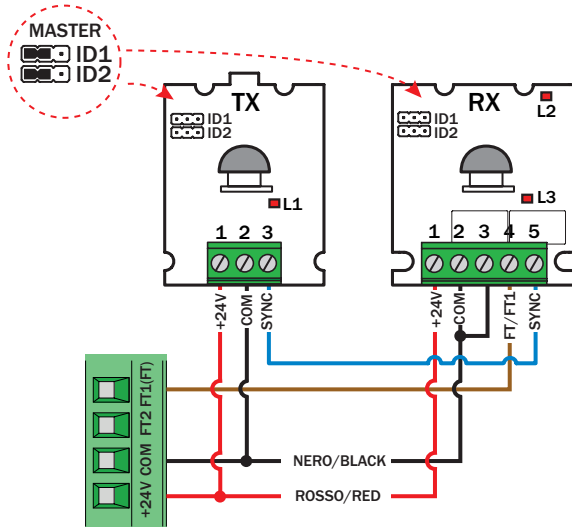 MASTER
ID1
ID2
TX
ID1
ID2
L1
1 2 3
+24V
COM
SYNC
RX
L2
ID1
ID2
L3
1 2 3 4 5
+24V
COM
FT/FT1
SYNC
FT1(FT)
FT2
COM
+24V
NERO/BLACK
ROSSO/RED